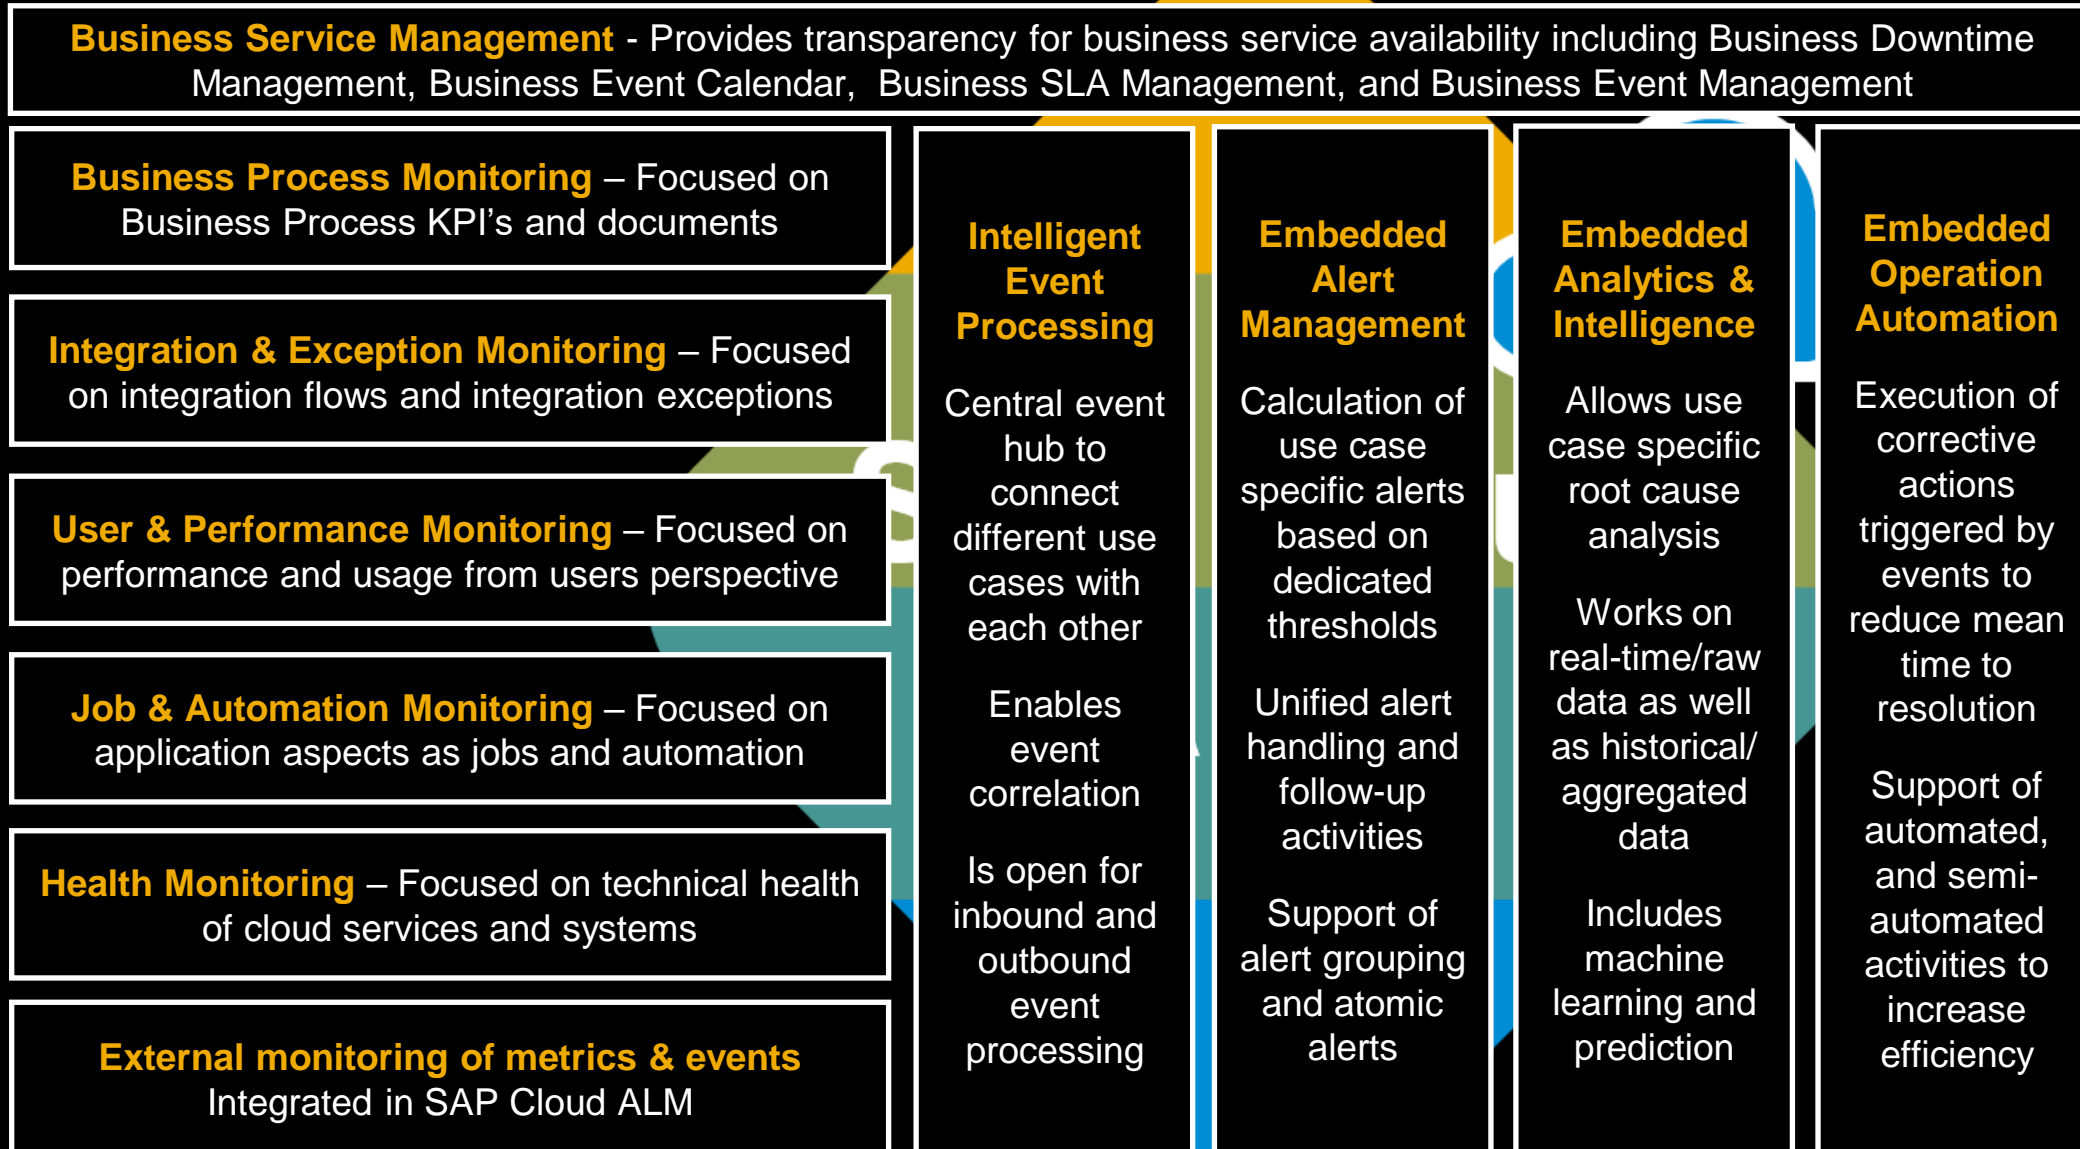 Business Service Management - Provides transparency for business service availability including Business Downtime
Management, Business Event Calendar,  Business SLA Management, and Business Event Management
Business Process Monitoring – Focused on
Business Process KPI’s and documents
Integration & Exception Monitoring – Focused
on integration flows and integration exceptions
User & Performance Monitoring – Focused on
performance and usage from users perspective
Job & Automation Monitoring – Focused on
application aspects as jobs and automation
Health Monitoring – Focused on technical health
of cloud services and systems
External monitoring of metrics & events
Integrated in SAP Cloud ALM
Intelligent
Event
Processing
Central event
hub to
connect
different use
cases with
each other
Enables
event
correlation
Is open for
inbound and
outbound
event
processing
Embedded
Alert
Management
Calculation of
use case
specific alerts
based on
dedicated
thresholds
Unified alert
handling and
follow-up
activities
Support of
alert grouping
and atomic
alerts
Embedded
Analytics &
Intelligence
Allows use
case specific
root cause
analysis
Works on
real-time/raw
data as well
as historical/
aggregated
data
Includes
machine
learning and
prediction
Embedded
Operation
Automation
Execution of
corrective
actions
triggered by
events to
reduce mean
time to
resolution
Support of
automated,
and semi-
automated
activities to
increase
efficiency